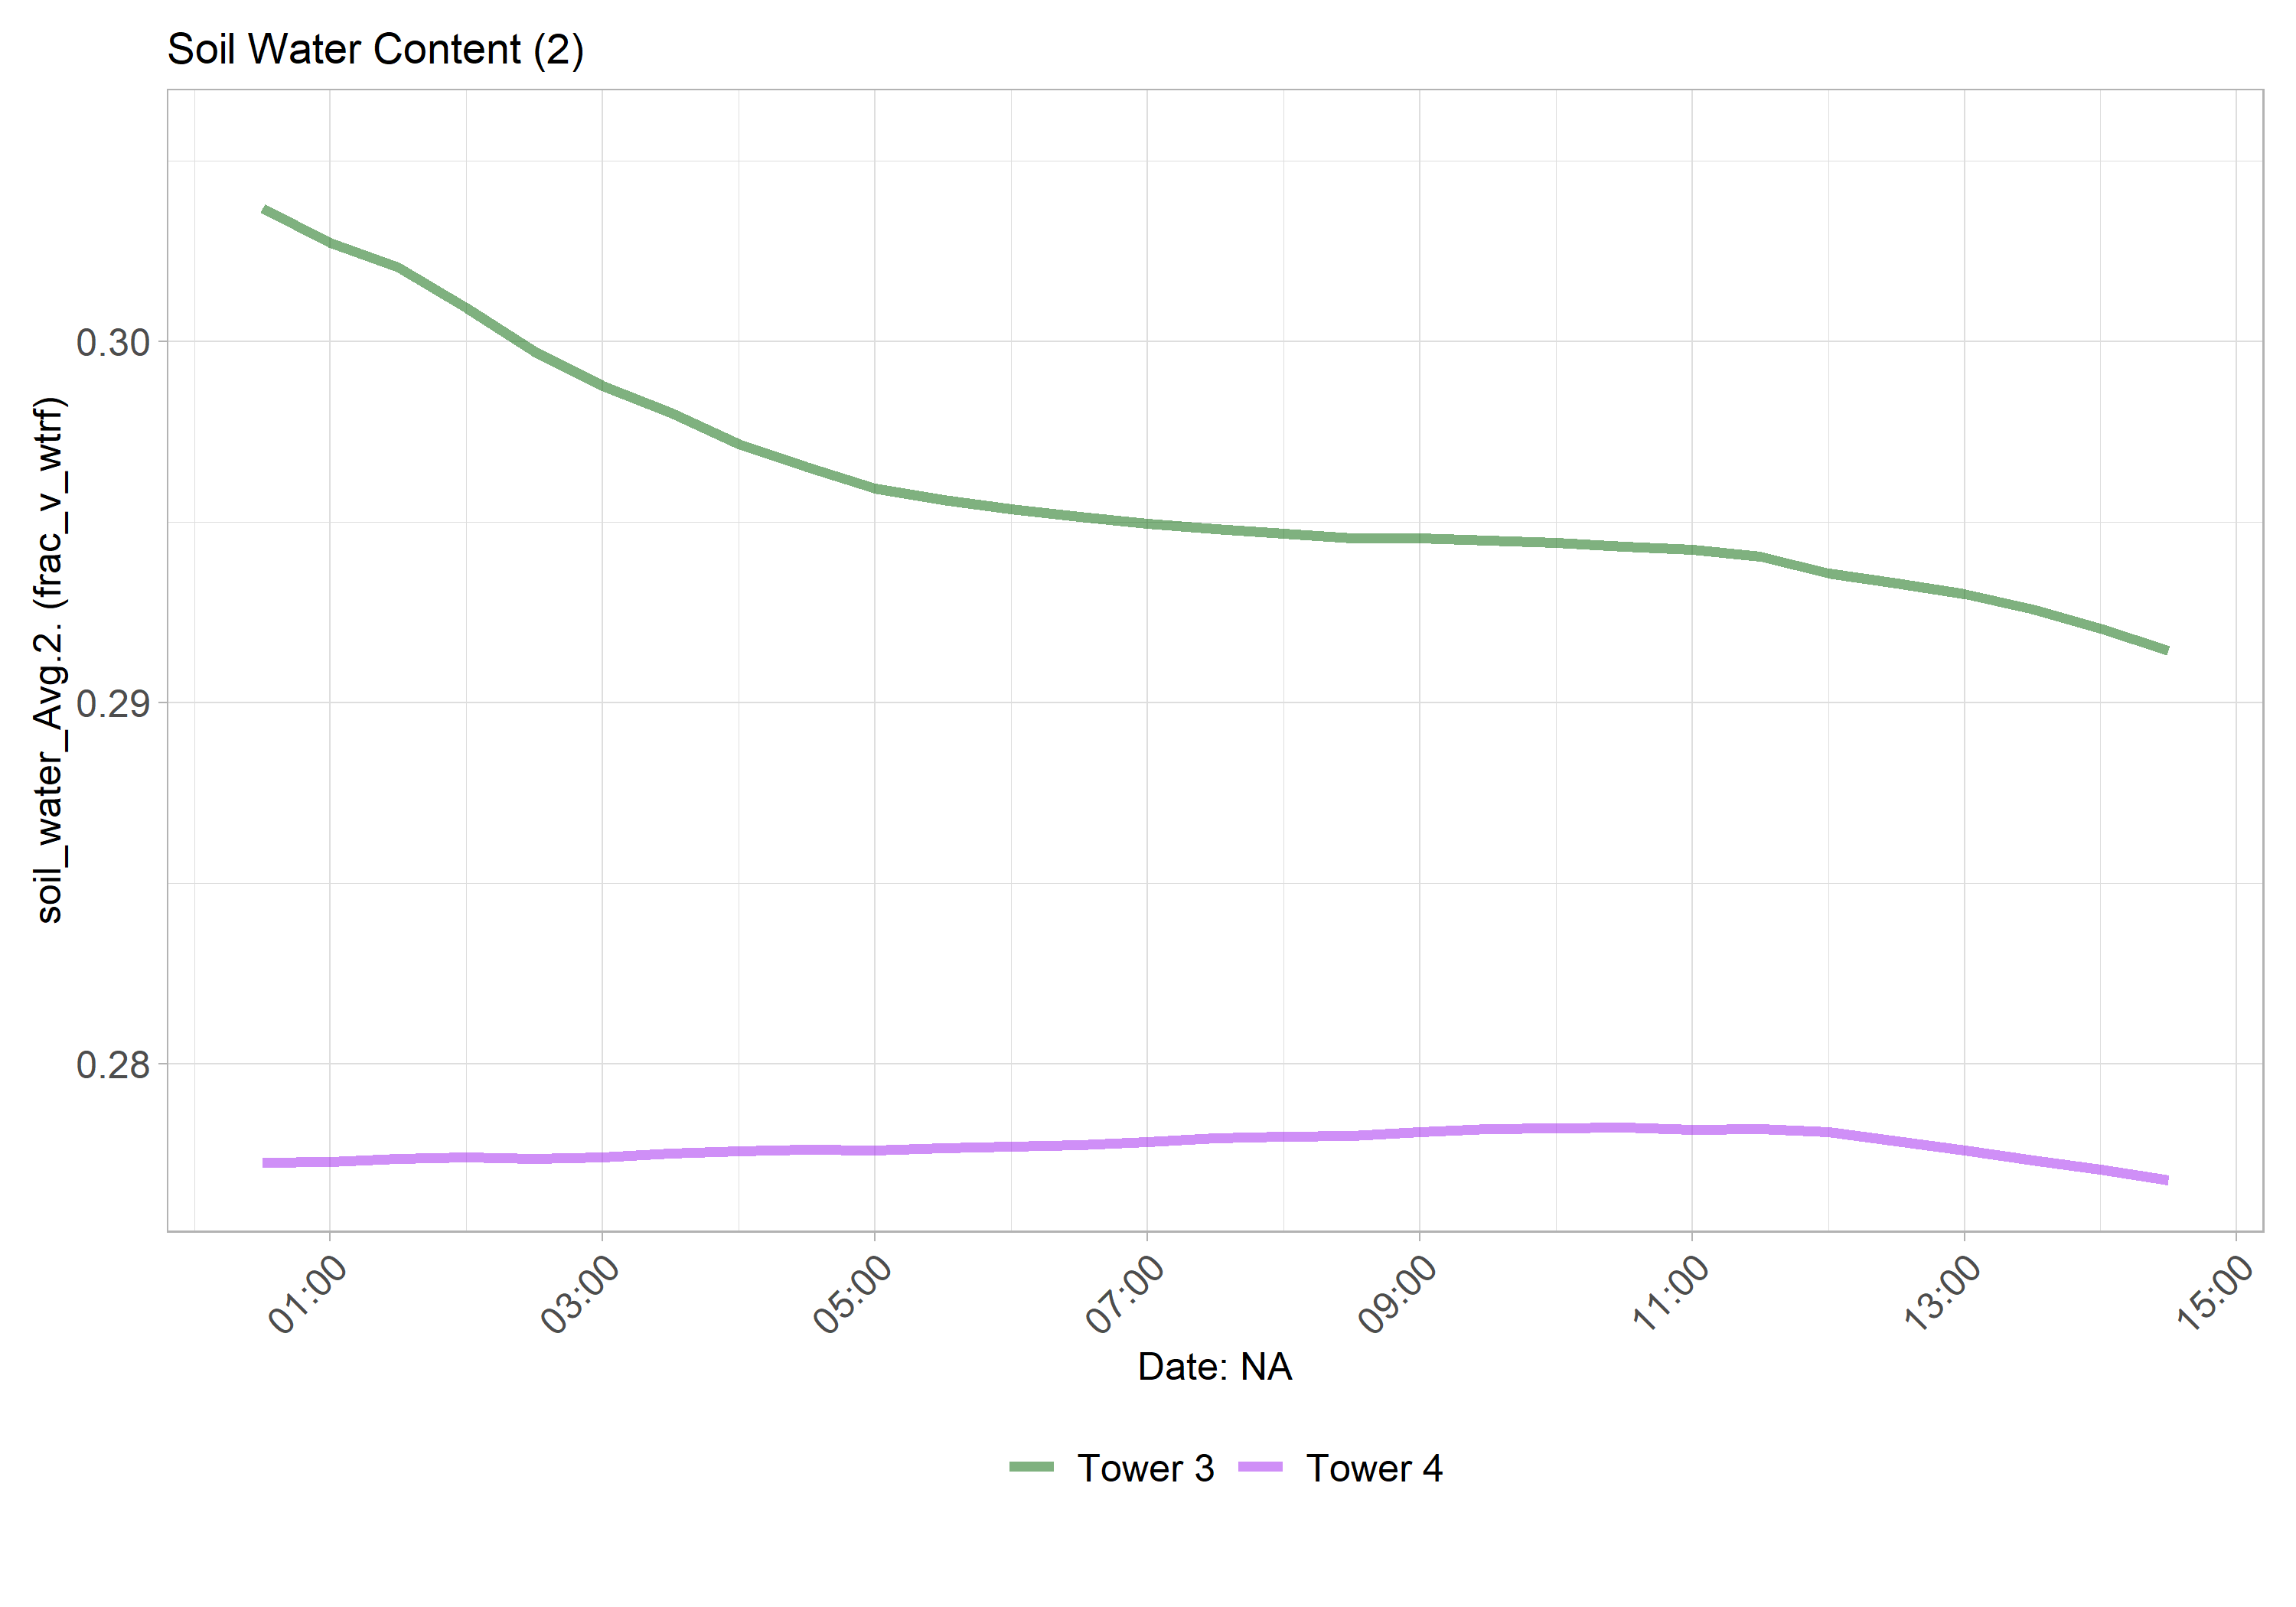 Soil Water Content (2)
soil_water_Avg.2. (frac_v_wtrf)
0.30
0.29
0.28
01:00
03:00
05:00
07:00
09:00
11:00
13:00
15:00
Date: NA
Tower 3
Tower 4